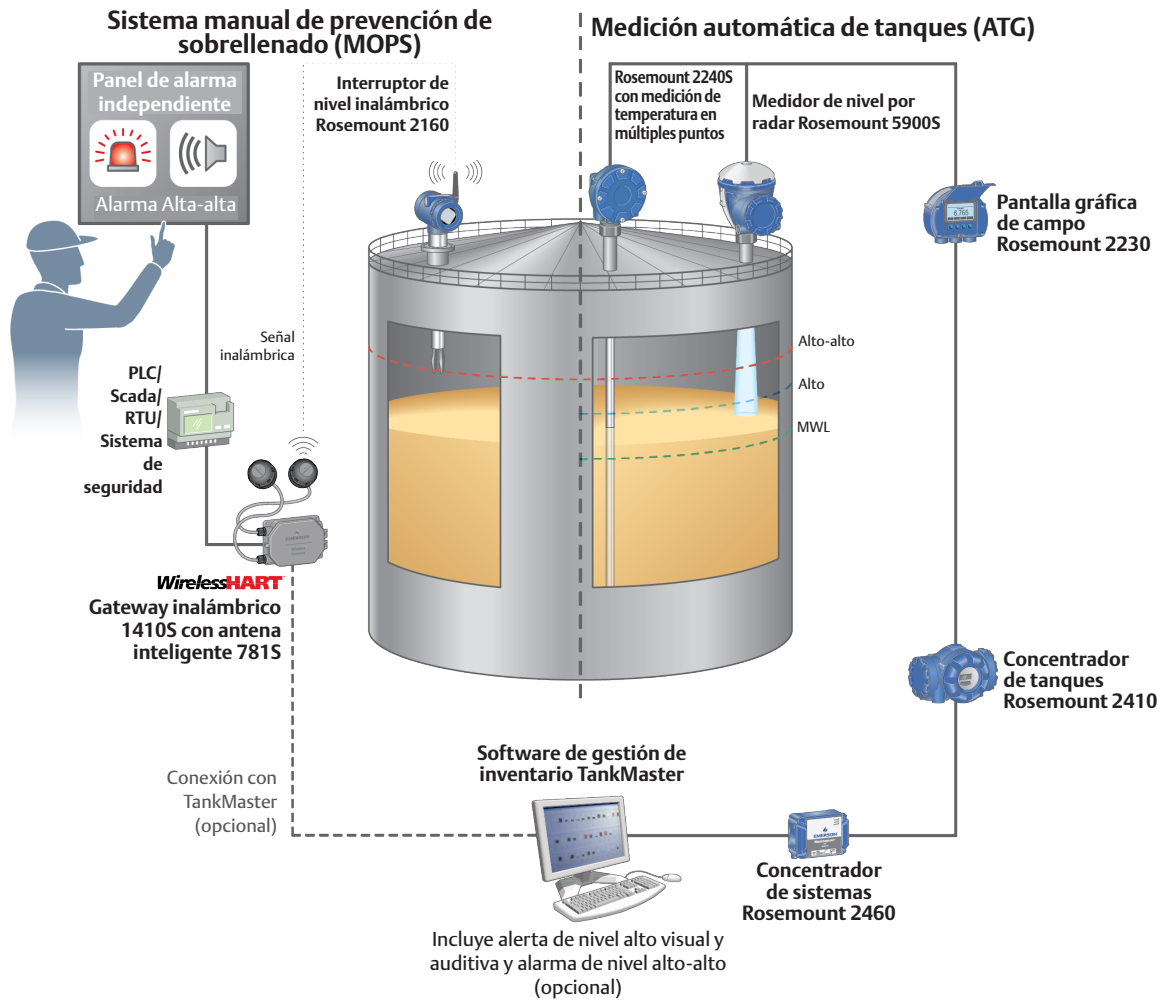 Sistema manual de prevención de
sobrellenado (MOPS)
Medición automática de tanques (ATG)
Panel de alarma
independiente
Alarma Alta-alta
Interruptor de
nivel inalámbrico
Rosemount 2160
Rosemount 2240S
con medición de
temperatura en
múltiples puntos
Medidor de nivel por
radar Rosemount 5900S
Pantalla gráfica
de campo
Rosemount 2230
Señal
inalámbrica
Alto-alto
Alto
MWL
PLC/
Scada/
RTU/
Sistema
de
seguridad
WirelessHART
Gateway inalámbrico
1410S con antena
inteligente 781S
Concentrador
de tanques
Rosemount 2410
Software de gestión de
inventario TankMaster
Conexión con
TankMaster
(opcional)
EMERSON
Concentrador
de sistemas
Rosemount 2460
Incluye alerta de nivel alto visual y
auditiva y alarma de nivel alto-alto
(opcional)